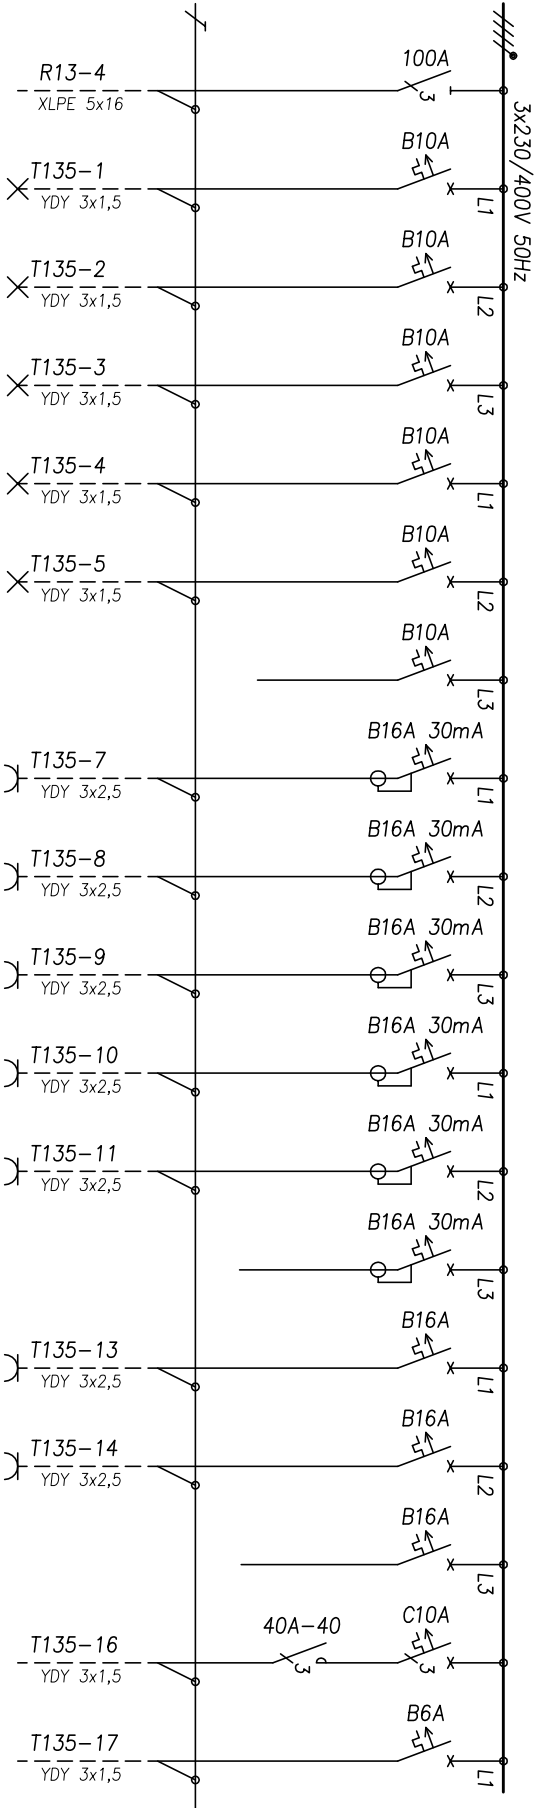 3x230/400V 50Hz
R13-4
XLPE 5x16
100A
3
T135-1
YDY 3x1,5
B10A
L1
T135-2
YDY 3x1,5
B10A
L2
T135-3
YDY 3x1,5
B10A
L3
T135-4
YDY 3x1,5
B10A
L1
T135-5
YDY 3x1,5
B10A
L2
B10A
L3
T135-7
YDY 3x2,5
B16A 30mA
L1
T135-8
YDY 3x2,5
B16A 30mA
L2
T135-9
YDY 3x2,5
B16A 30mA
L3
T135-10
YDY 3x2,5
B16A 30mA
L1
T135-11
YDY 3x2,5
B16A 30mA
L2
B16A 30mA
L3
T135-13
YDY 3x2,5
B16A
L1
T135-14
YDY 3x2,5
B16A
L2
B16A
L3
T135-16
YDY 3x1,5
40A-40
3
C10A
3
T135-17
YDY 3x1,5
B6A
L1